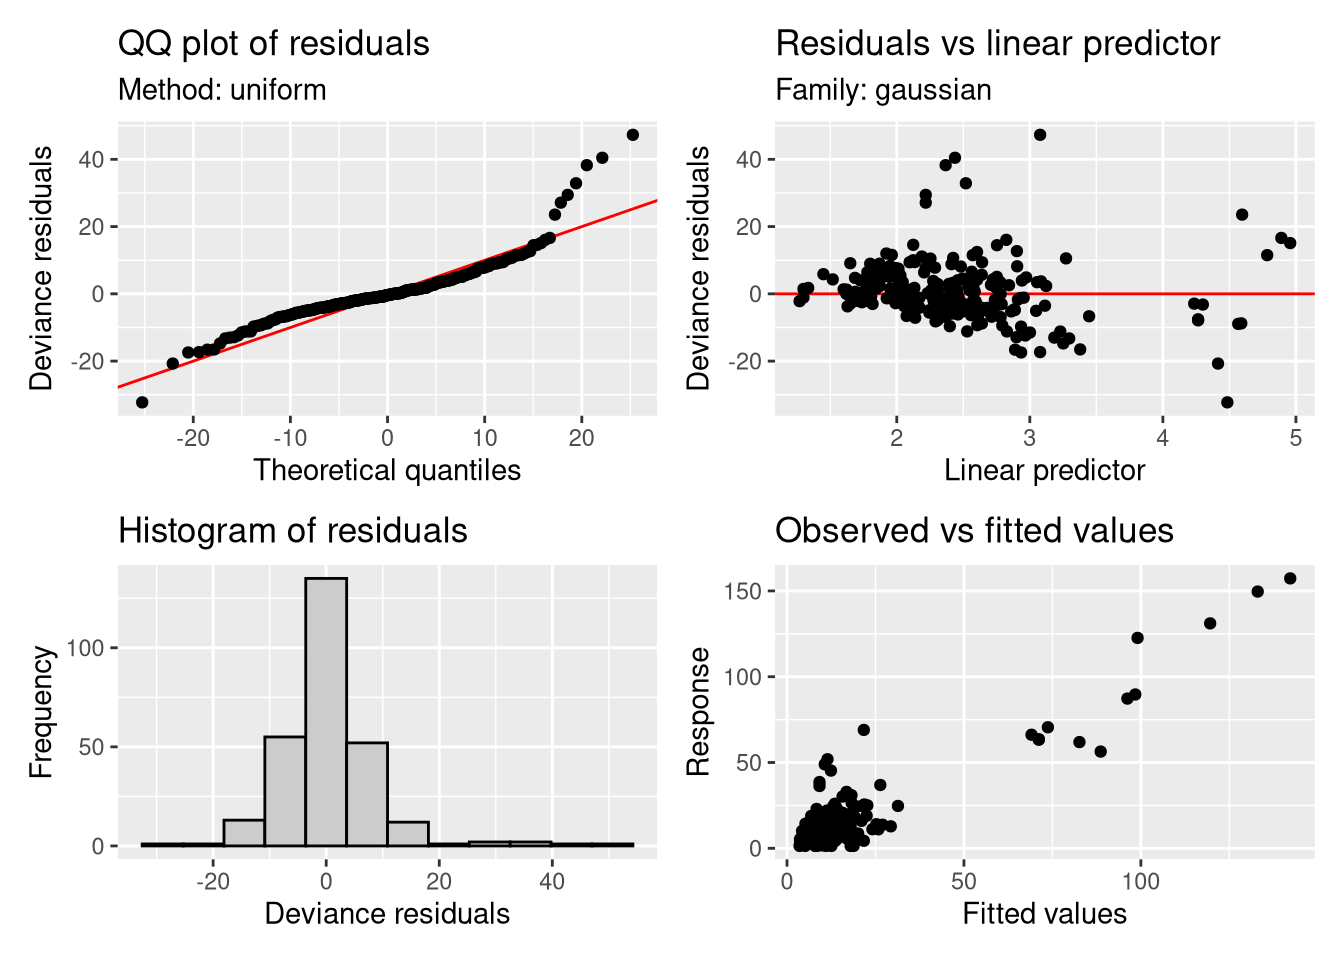 QQ plot of residuals
Method: uniform
Deviance residuals
40
20
0
-20
-20
-10
0
10
20
Theoretical quantiles
Residuals vs linear predictor
Family: gaussian
Deviance residuals
40
20
0
-20
2
3
4
5
Linear predictor
Histogram of residuals
Frequency
100
50
0
-20
0
20
40
Deviance residuals
Observed vs fitted values
Response
150
100
50
0
0
50
100
Fitted values